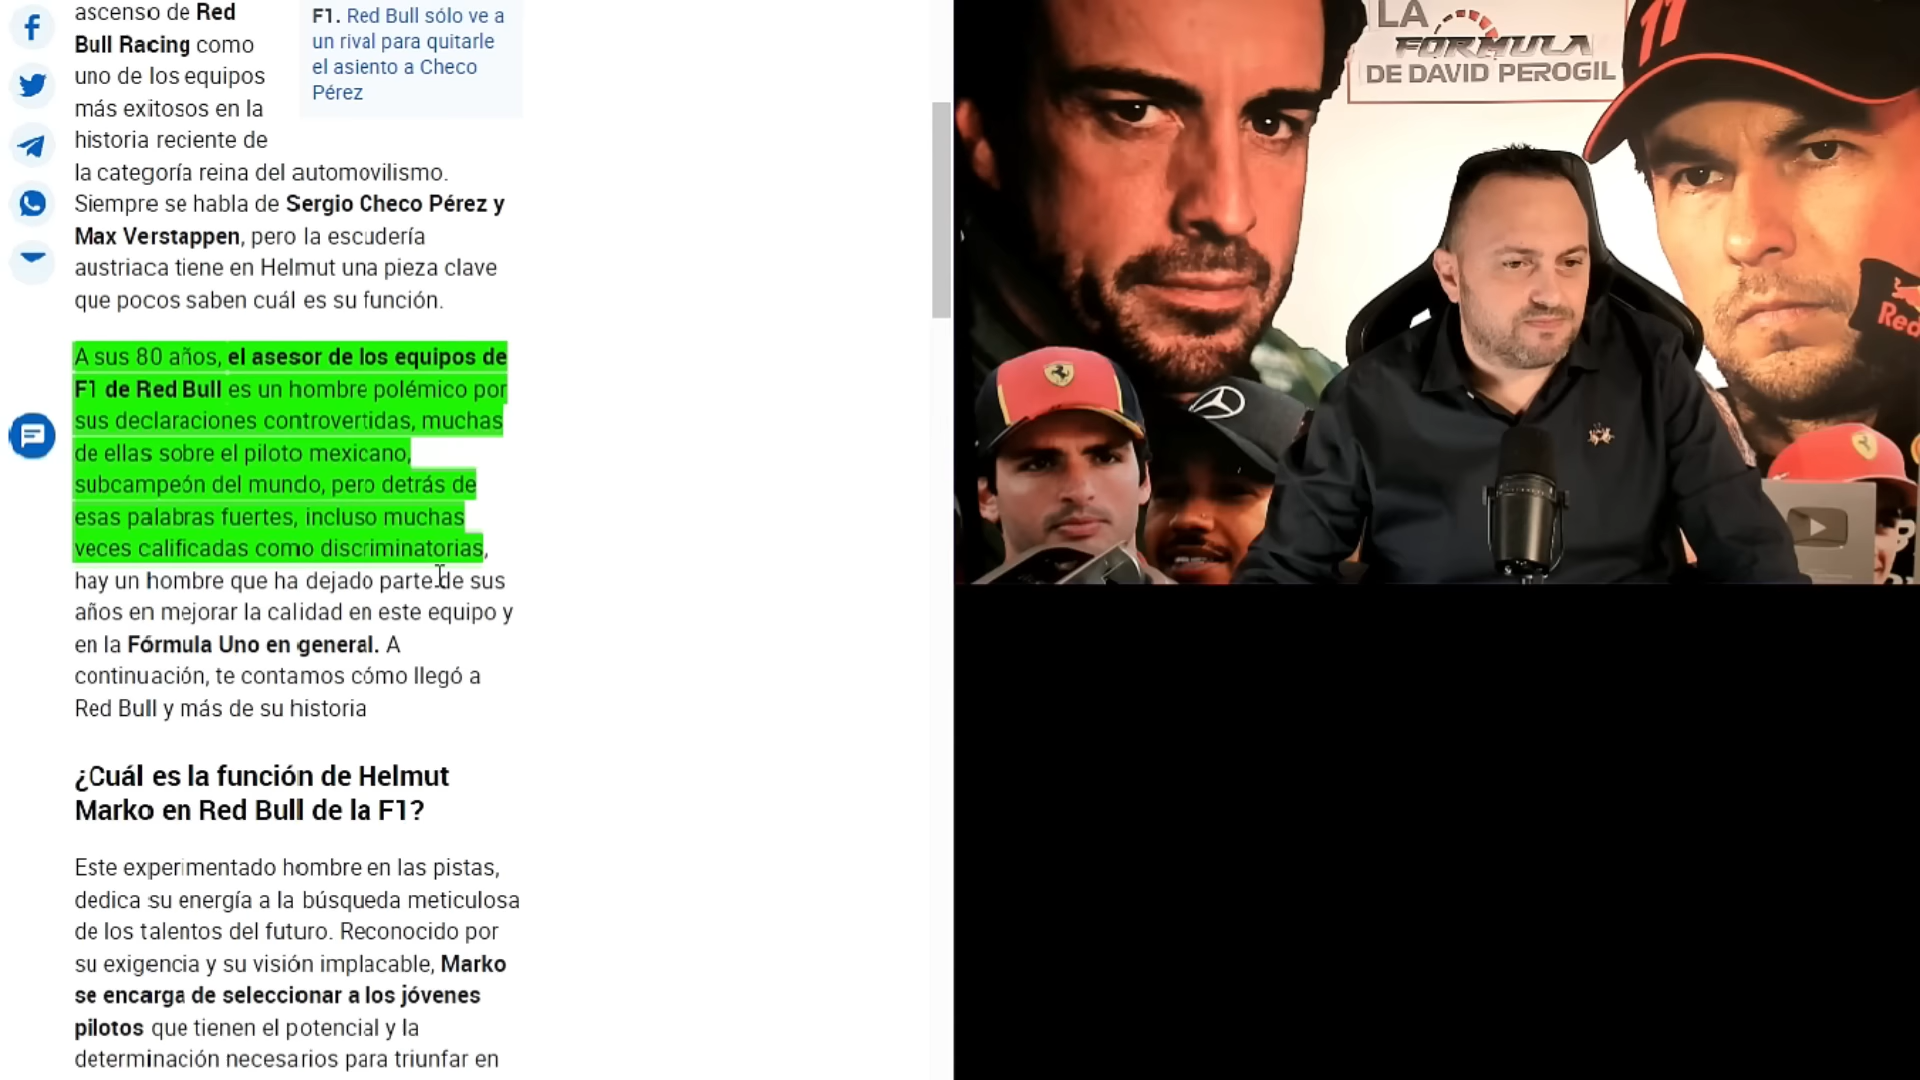 ascenso de Red
Bull Racing como
uno de los equipos
más exitosos en la
historia reciente de
la categoría reina del automovilismo.
Siempre se habla de Sergio Checo Pérez y
Max Verstappen, pero la escudería
austriaca tiene en Helmut una pieza clave
que pocos saben cuál es su función.
F1. Red Bull sólo ve a
un rival para quitarle
el asiento a Checo
Pérez
A sus 80 años, el asesor de los equipos de
F1 de Red Bull es un hombre polémico por
sus declaraciones controvertidas, muchas
de ellas sobre el piloto mexicano,
subcampeón del mundo, pero detrás de
esas palabras fuertes, incluso muchas
veces calificadas como discriminatorias,
hay un hombre que ha dejado parte de sus
años en mejorar la calidad en este equipo y
en la Fórmula Uno en general. A
continuación, te contamos cómo llegó a
Red Bull y más de su historia
¿Cuál es la función de Helmut
Marko en Red Bull de la F1?
Este experimentado hombre en las pistas,
dedica su energía a la búsqueda meticulosa
de los talentos del futuro. Reconocido por
su exigencia y su visión implacable, Marko
se encarga de seleccionar a los jóvenes
pilotos que tienen el potencial y la
determinación necesarios para triunfar en
LA
FÓRMULA
DE DAVID PEROGIL
11
Red